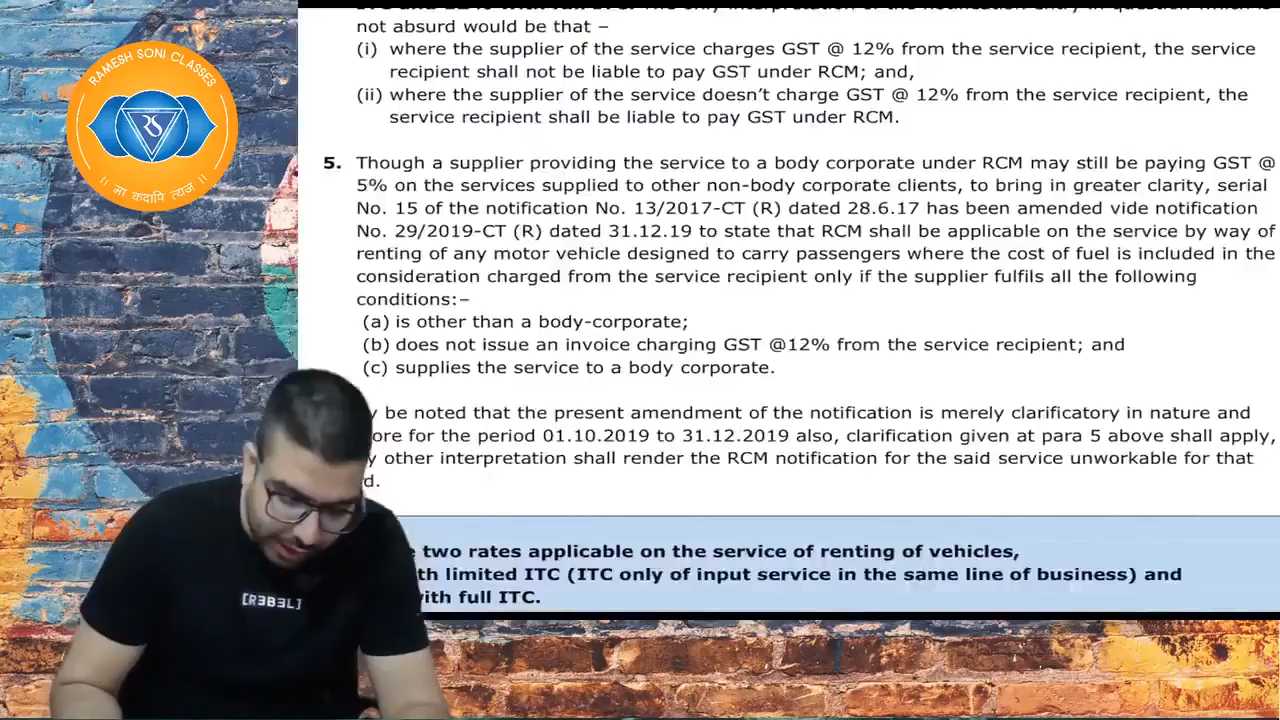 not absurd would be that –
(i) where the supplier of the service charges GST @ 12% from the service recipient, the service
recipient shall not be liable to pay GST under RCM; and,
(ii) where the supplier of the service doesn’t charge GST @ 12% from the service recipient, the
service recipient shall be liable to pay GST under RCM.
RAMESH SONI CLASSES
।। मा कदापि त्यज ।।
5. Though a supplier providing the service to a body corporate under RCM may still be paying GST @
5% on the services supplied to other non-body corporate clients, to bring in greater clarity, serial
No. 15 of the notification No. 13/2017-CT (R) dated 28.6.17 has been amended vide notification
No. 29/2019-CT (R) dated 31.12.19 to state that RCM shall be applicable on the service by way of
renting of any motor vehicle designed to carry passengers where the cost of fuel is included in the
consideration charged from the service recipient only if the supplier fulfils all the following
conditions:–
(a) is other than a body-corporate;
(b) does not issue an invoice charging GST @12% from the service recipient; and
(c) supplies the service to a body corporate.
be noted that the present amendment of the notification is merely clarificatory in nature and
for the period 01.10.2019 to 31.12.2019 also, clarification given at para 5 above shall apply,
other interpretation shall render the RCM notification for the said service unworkable for that
two rates applicable on the service of renting of vehicles,
limited ITC (ITC only of input service in the same line of business) and
with full ITC.
[RƎBƎL]